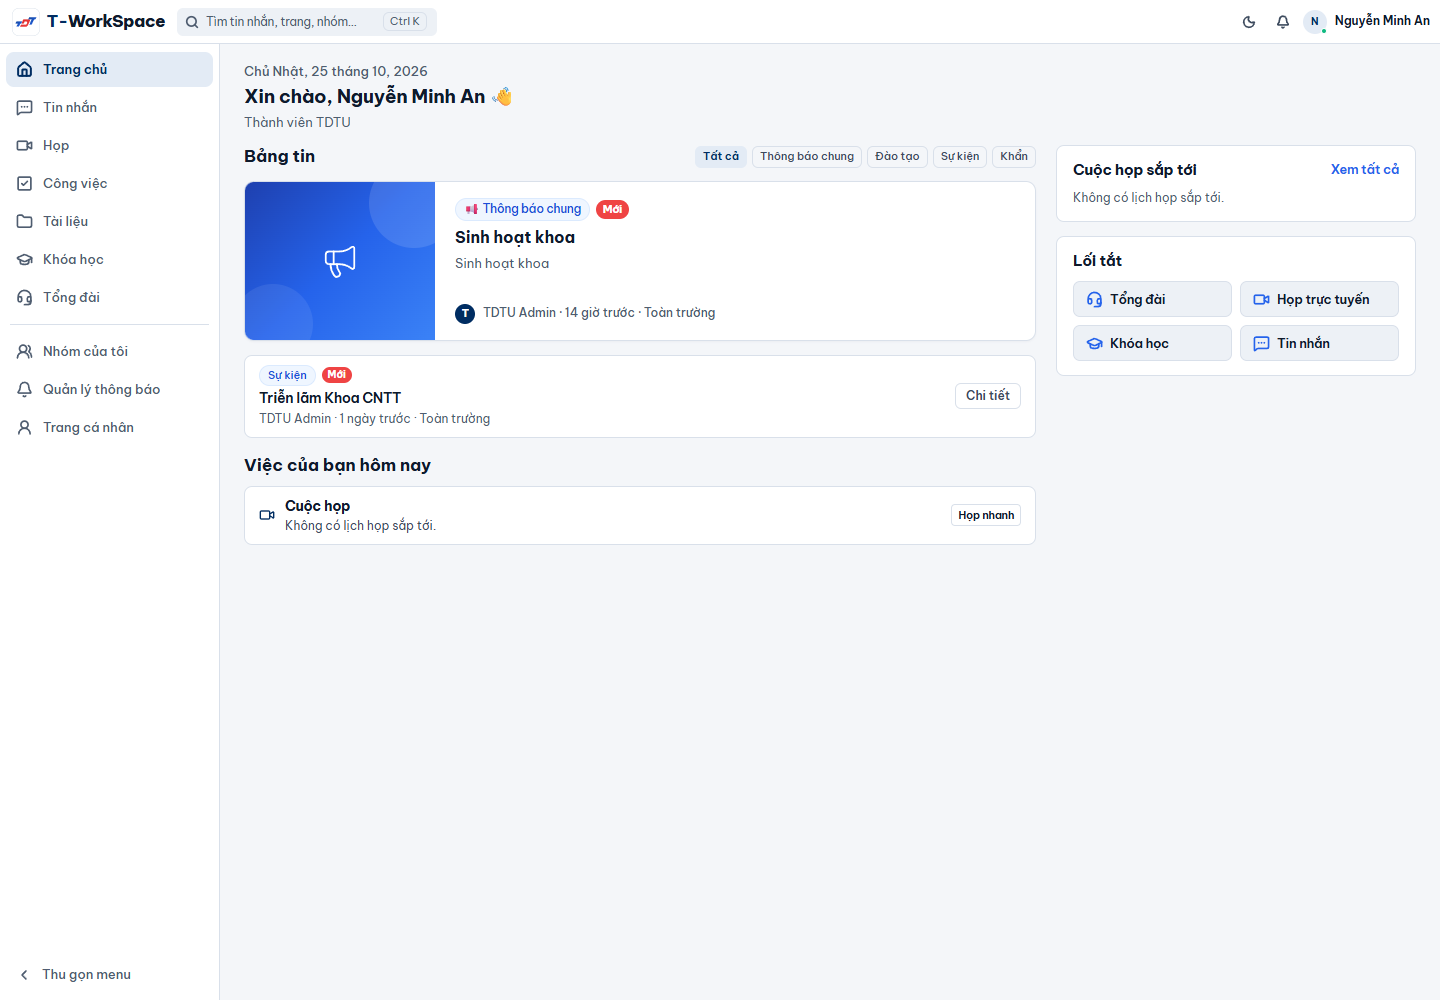 TDT T-WorkSpace
Tìm tin nhắn, trang, nhóm... Ctrl K
N Nguyễn Minh An
Trang chủ
Tin nhắn
Họp
Công việc
Tài liệu
Khóa học
Tổng đài
Nhóm của tôi
Quản lý thông báo
Trang cá nhân
Thu gọn menu
Chủ Nhật, 25 tháng 10, 2026
Xin chào, Nguyễn Minh An 👋
Thành viên TDTU
Bảng tin
Tất cả Thông báo chung Đào tạo Sự kiện Khẩn
Thông báo chung Mới
Sinh hoạt khoa
Sinh hoạt khoa
T TDTU Admin · 14 giờ trước · Toàn trường
Sự kiện Mới
Triển lãm Khoa CNTT
TDTU Admin · 1 ngày trước · Toàn trường
Chi tiết
Việc của bạn hôm nay
Cuộc họp
Không có lịch họp sắp tới.
Họp nhanh
Cuộc họp sắp tới Xem tất cả
Không có lịch họp sắp tới.
Lối tắt
Tổng đài Họp trực tuyến
Khóa học Tin nhắn